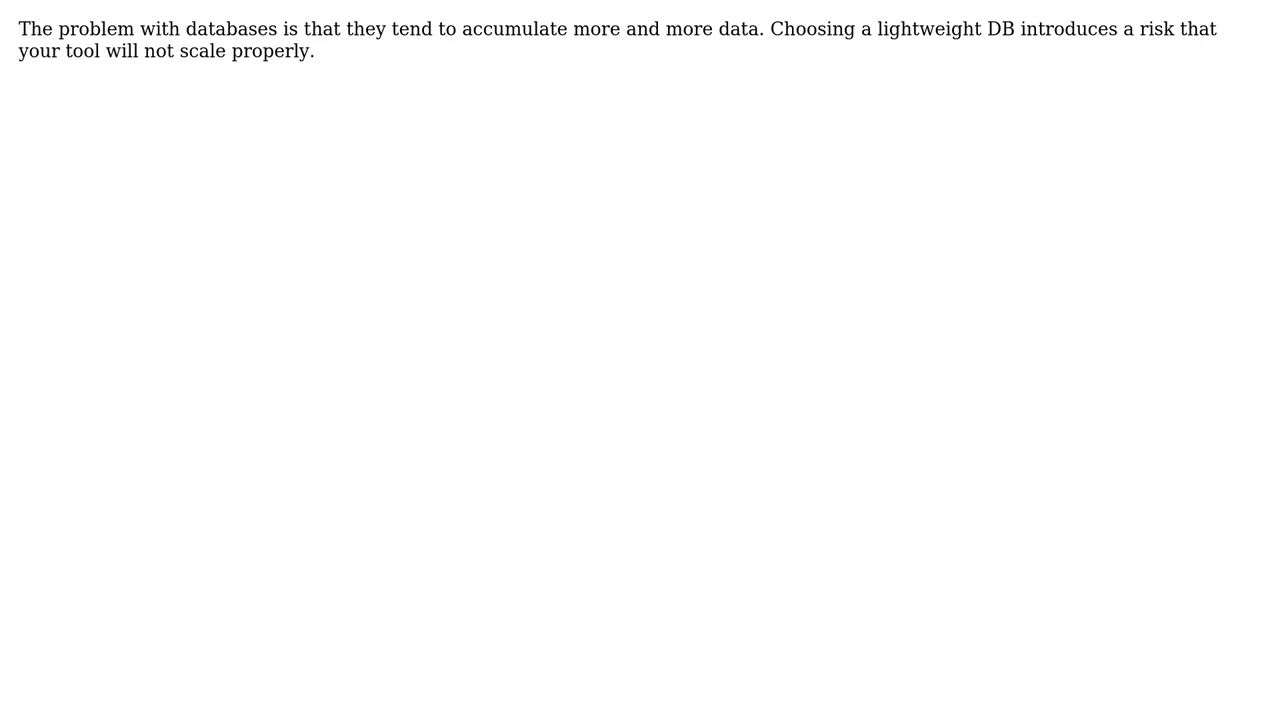 The problem with databases is that they tend to accumulate more and more data. Choosing a lightweight DB introduces a risk that
your tool will not scale properly.